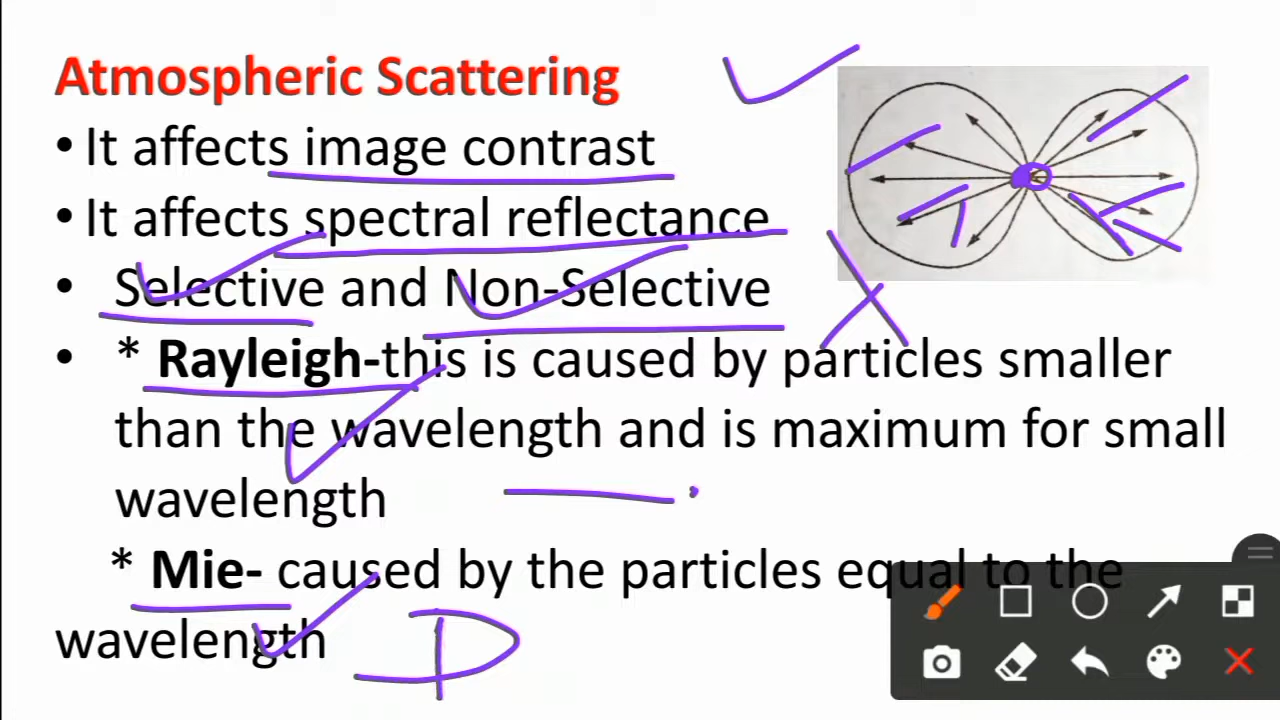 Atmospheric Scattering
• It affects image contrast
• It affects spectral reflectance
• Selective and Non-Selective
• * Rayleigh-this is caused by particles smaller
than the wavelength and is maximum for small
wavelength
* Mie- caused by the particles equal to the
wavelength
D